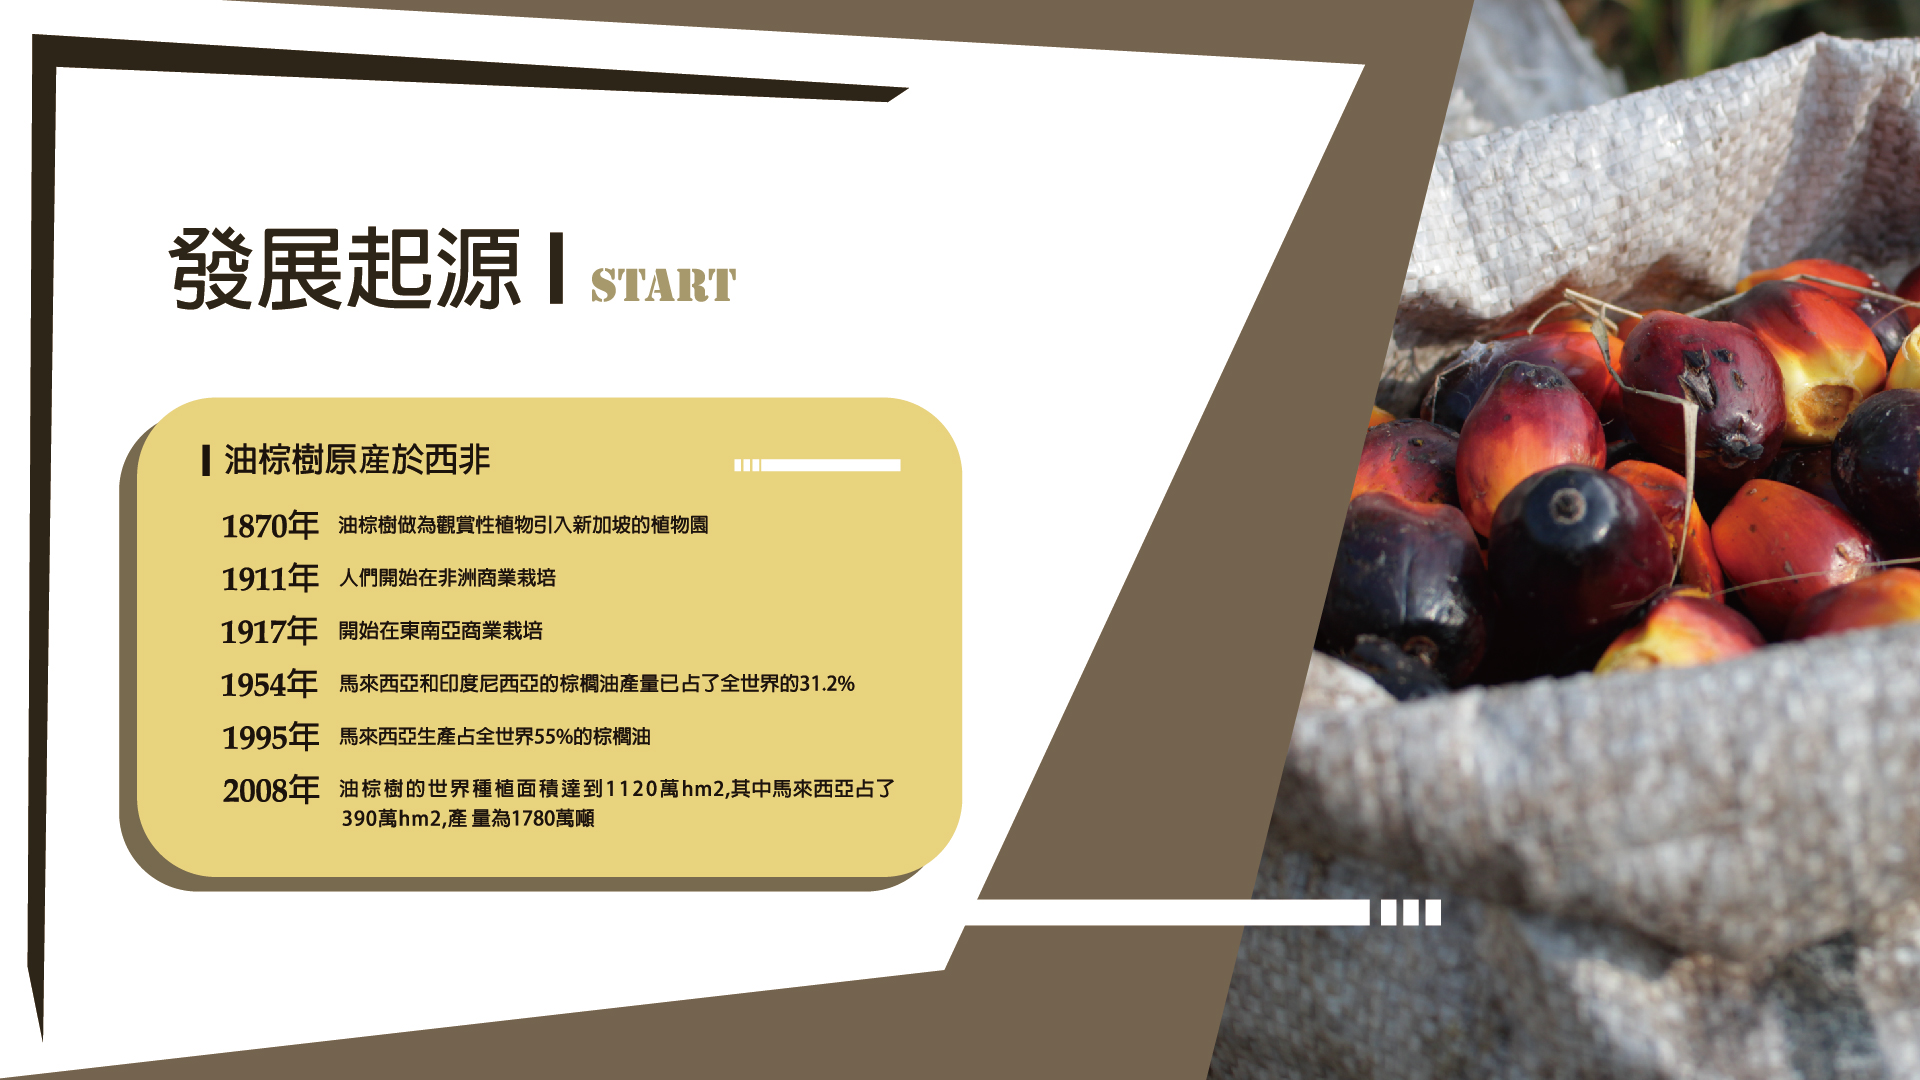 發展起源 START
油棕樹原産於西非
1870年 油棕樹做為觀賞性植物引入新加坡的植物園
1911年 人們開始在非洲商業栽培
1917年 開始在東南亞商業栽培
1954年 馬來西亞和印度尼西亞的棕櫚油產量已占了全世界的31.2%
1995年 馬來西亞生產占全世界55%的棕櫚油
2008年 油棕樹的世界種植面積達到1120萬hm2,其中馬來西亞占了
390萬hm2,產量為1780萬噸